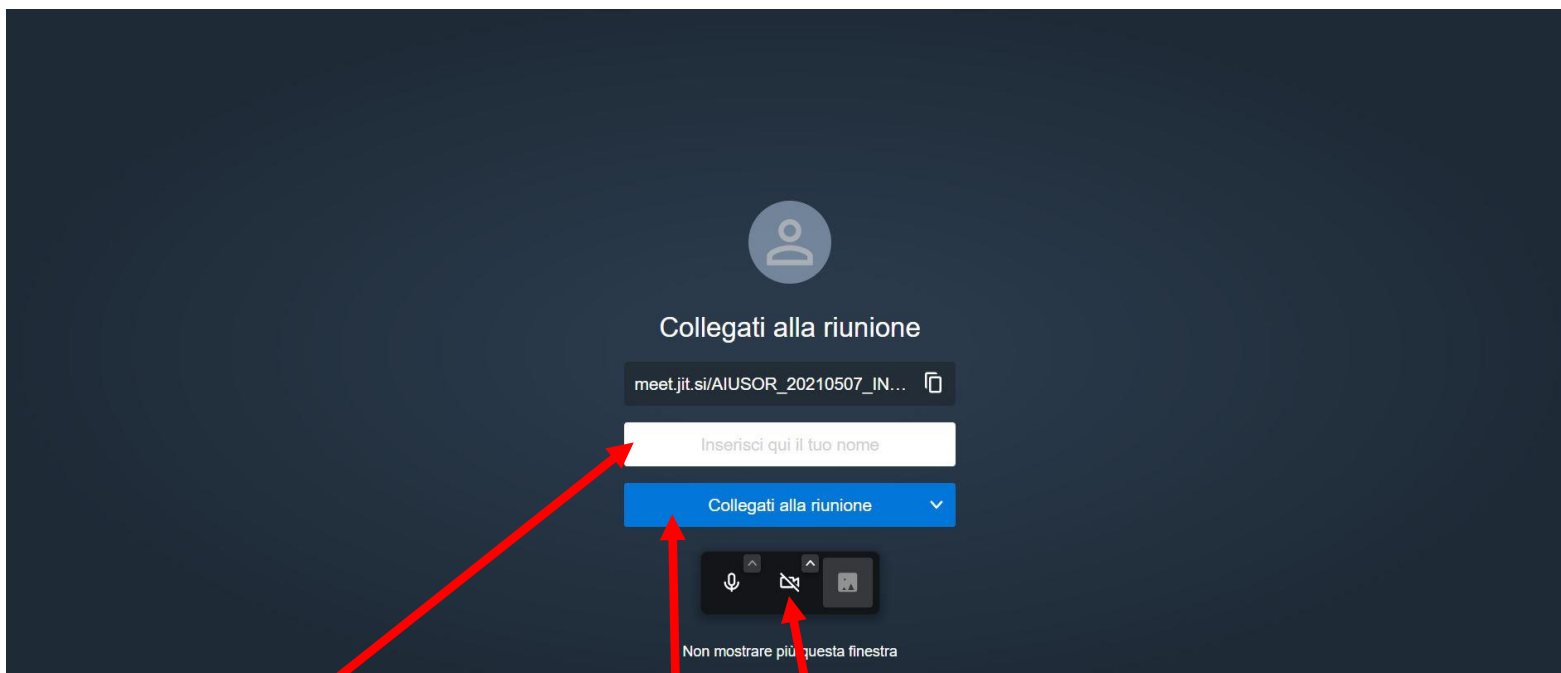 Collegati alla riunione
meet.jit.si/AIUSOR_20210507_IN...
Inserisci qui il tuo nome
Collegati alla riunione
Non mostrare più questa finestra